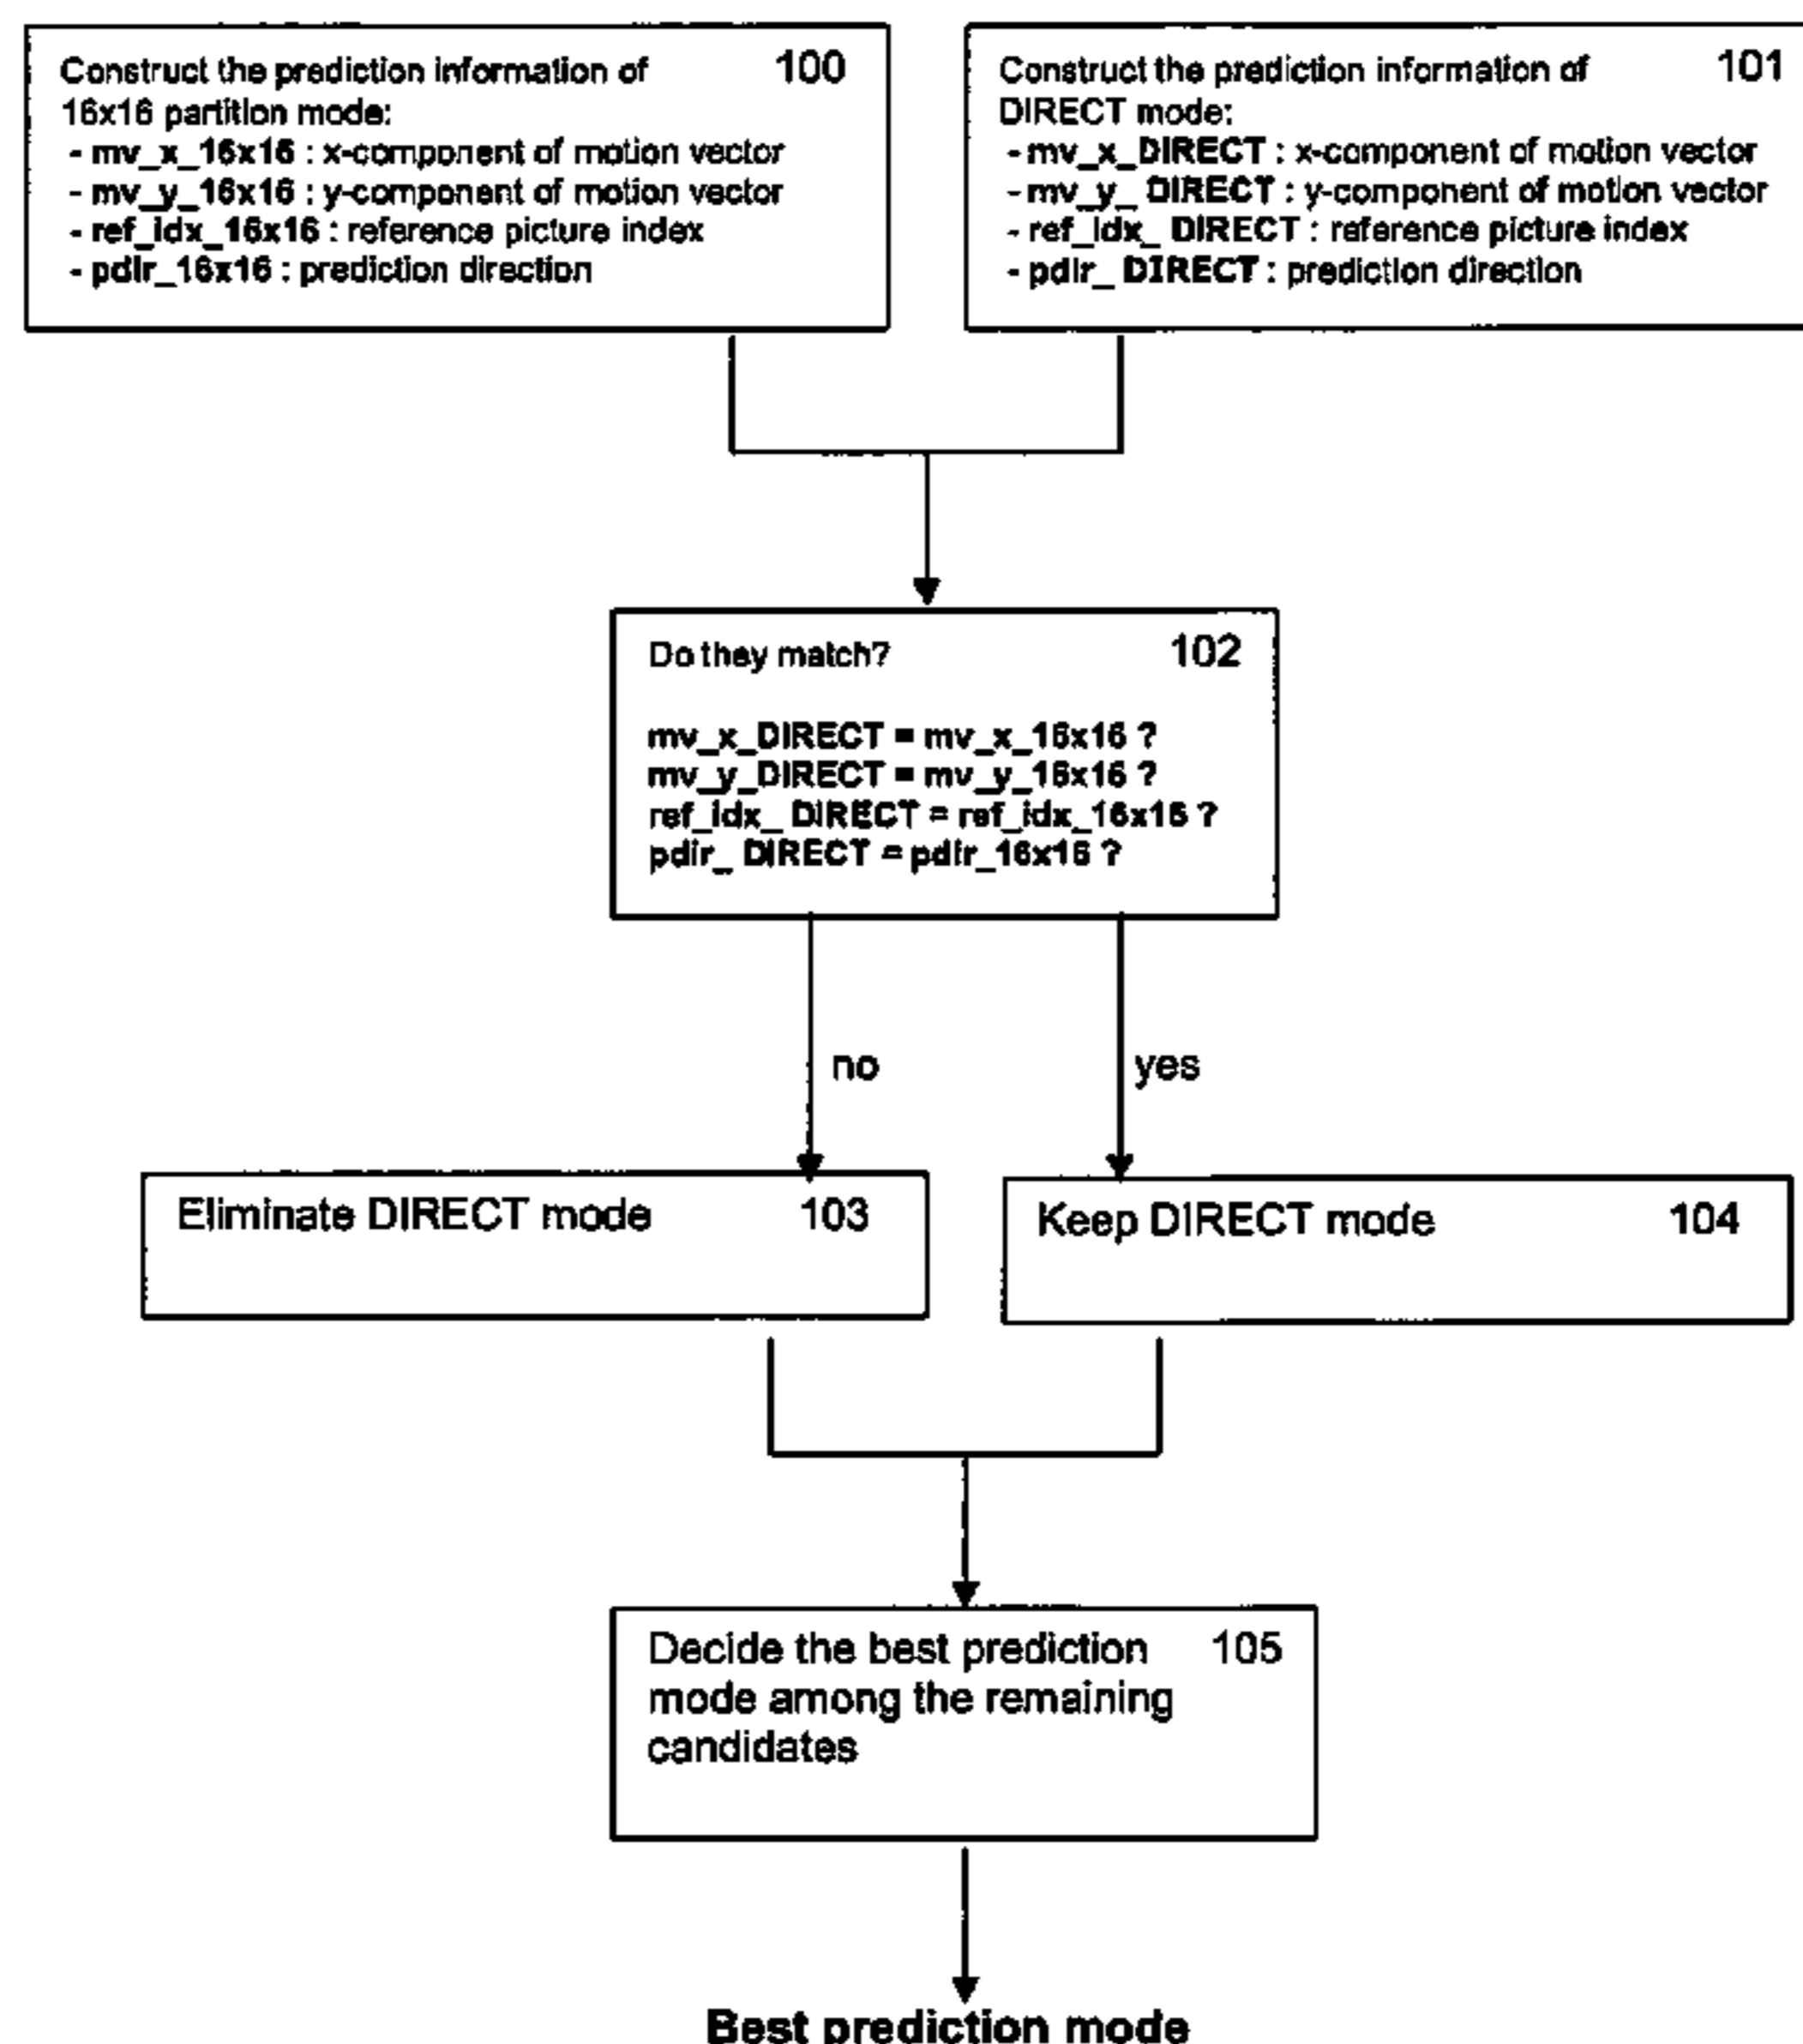 Construct the prediction information of 100
16x16 partition mode:
- mv_x_16x16 : x-component of motion vector
- mv_y_16x16 : y-component of motion vector
- ref_idx_16x16 : reference picture index
- pdir_16x16 : prediction direction
Construct the prediction information of 101
DIRECT mode:
- mv_x_DIRECT : x-component of motion vector
- mv_y_ DIRECT : y-component of motion vector
- ref_idx_ DIRECT : reference picture index
- pdir_ DIRECT : prediction direction
Do they match? 102
mv_x_DIRECT = mv_x_16x16 ?
mv_y_DIRECT = mv_y_16x16 ?
ref_idx_ DIRECT = ref_idx_16x16 ?
pdir_ DIRECT = pdir_16x16 ?
no
yes
Eliminate DIRECT mode 103
Keep DIRECT mode 104
Decide the best prediction 105
mode among the remaining
candidates
Best prediction mode